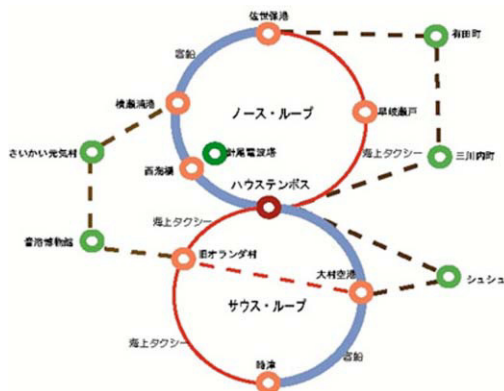 佐世保港
有田町
客船
横瀬浦港
ノース・ループ
早岐瀬戸
さいかい元気村
針尾電波塔
海上タクシー
三川内町
西海橋
ハウステンボス
海上タクシー
音浴博物館
旧オランダ村
大村空港
シュシュ
サウス・ループ
海上タクシー
客船
時津